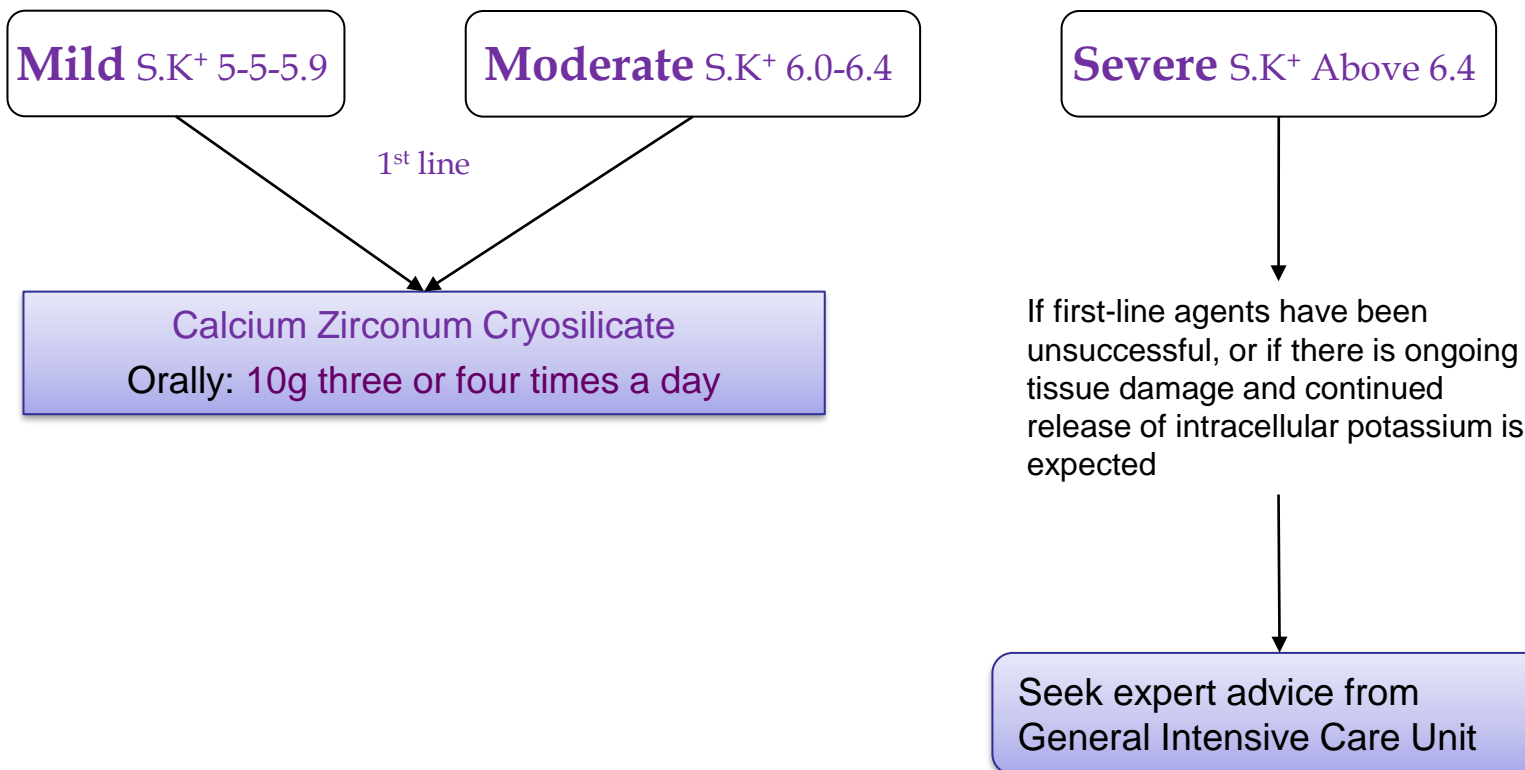 Mild S.K⁺ 5-5-5.9
Moderate S.K⁺ 6.0-6.4
Severe S.K⁺ Above 6.4
1st line
Calcium Zirconum Cryosilicate
Orally: 10g three or four times a day
If first-line agents have been
unsuccessful, or if there is ongoing
tissue damage and continued
release of intracellular potassium is
expected
Seek expert advice from
General Intensive Care Unit